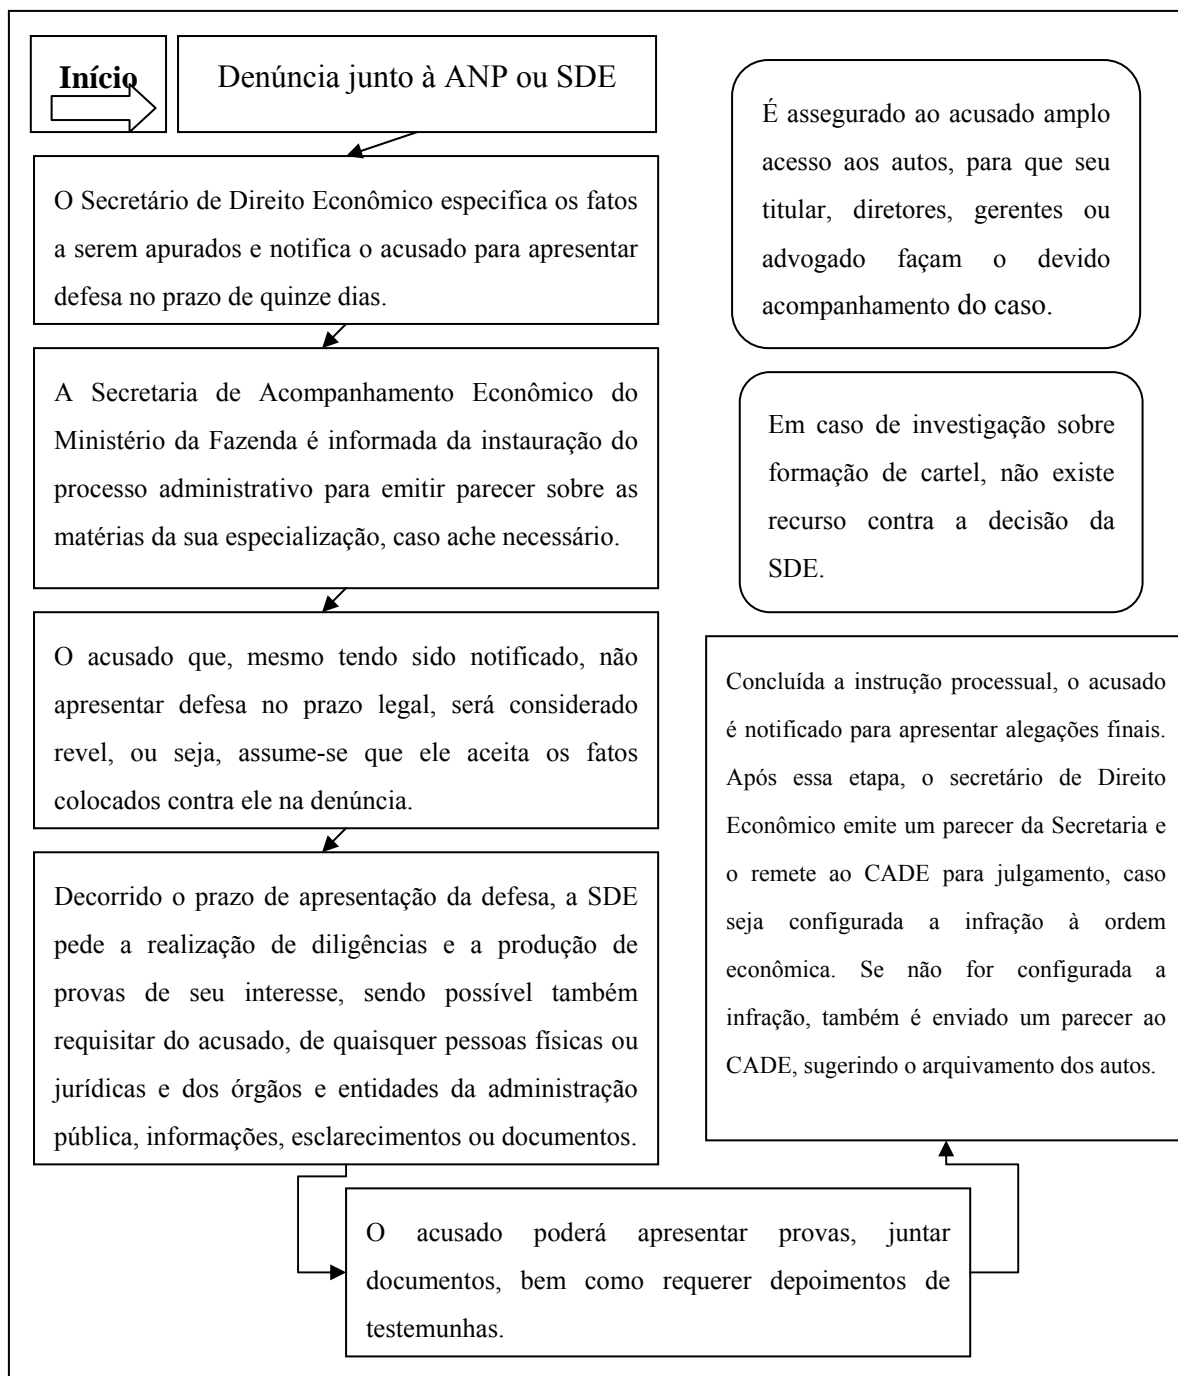 Início
Denúncia junto à ANP ou SDE
O Secretário de Direito Econômico especifica os fatos
a serem apurados e notifica o acusado para apresentar
defesa no prazo de quinze dias.
A Secretaria de Acompanhamento Econômico do
Ministério da Fazenda é informada da instauração do
processo administrativo para emitir parecer sobre as
matérias da sua especialização, caso ache necessário.
O acusado que, mesmo tendo sido notificado, não
apresentar defesa no prazo legal, será considerado
revel, ou seja, assume-se que ele aceita os fatos
colocados contra ele na denúncia.
Decorrido o prazo de apresentação da defesa, a SDE
pede a realização de diligências e a produção de
provas de seu interesse, sendo possível também
requisitar do acusado, de quaisquer pessoas físicas ou
jurídicas e dos órgãos e entidades da administração
pública, informações, esclarecimentos ou documentos.
O acusado poderá apresentar provas, juntar
documentos, bem como requerer depoimentos de
testemunhas.
É assegurado ao acusado amplo
acesso aos autos, para que seu
titular, diretores, gerentes ou
advogado façam o devido
acompanhamento do caso.
Em caso de investigação sobre
formação de cartel, não existe
recurso contra a decisão da
SDE.
Concluída a instrução processual, o acusado
é notificado para apresentar alegações finais.
Após essa etapa, o secretário de Direito
Econômico emite um parecer da Secretaria e
o remete ao CADE para julgamento, caso
seja configurada a infração à ordem
econômica. Se não for configurada a
infração, também é enviado um parecer ao
CADE, sugerindo o arquivamento dos autos.